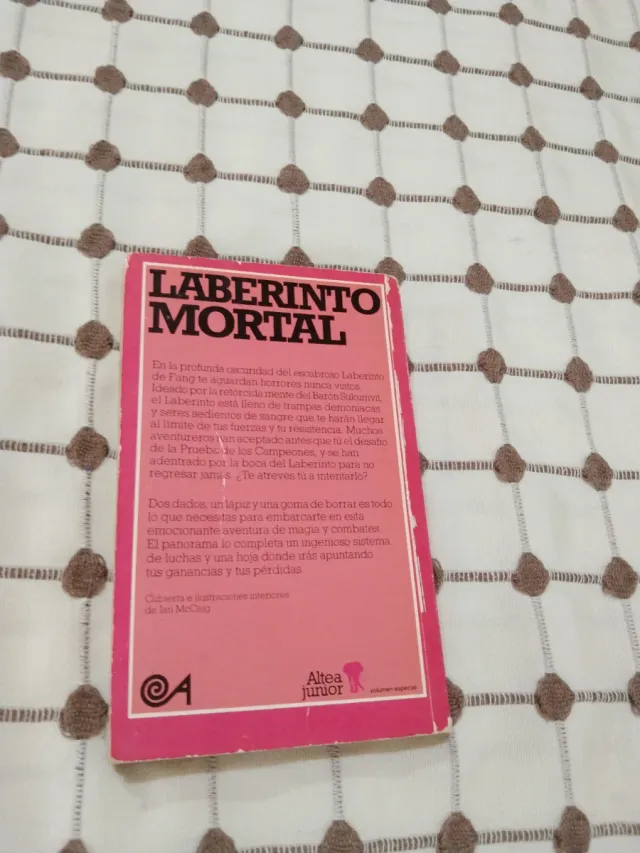 LABERINTO
MORTAL
En la profunda oscuridad del escabroso Laberinto
de Fang te aguardan horrores nunca vistos.
Ideado por la retorcida mente del Barón Sukumvit,
el Laberinto está lleno de trampas demoníacas
y seres sedientos de sangre que te harán llegar
al límite de tus fuerzas y tu resistencia. Muchos
aventureros han aceptado antes que tú el desafío
de la Prueba de los Campeones, y se han
adentrado por la boca del Laberinto para no
regresar jamás. ¿Te atreves tú a intentarlo?
Dos dados, un lápiz y una goma de borrar es todo
lo que necesitas para embarcarte en esta
emocionante aventura de magia y combates.
El panorama lo completa un ingenioso sistema
de luchas y una hoja donde irás apuntando
tus ganancias y tus pérdidas.
Cubierta e ilustraciones interiores
de Ian McCaig
Altea
junior
volumen especial